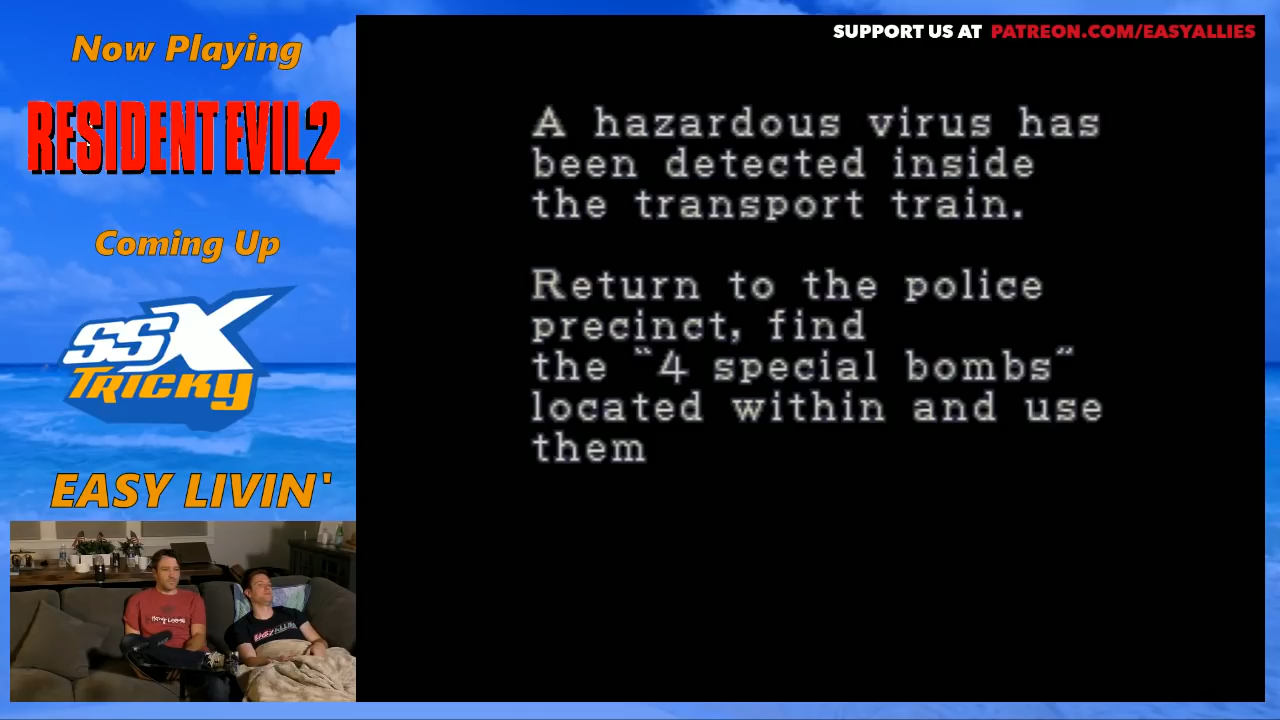 Now Playing
RESIDENT EVIL 2
Coming Up
SSX
TRICKY
EASY LIVIN'
SUPPORT US AT PATREON.COM/EASYALLIES
A hazardous virus has
been detected inside
the transport train.
Return to the police
precinct, find
the "4 special bombs"
located within and use
them
EASY ALLIES